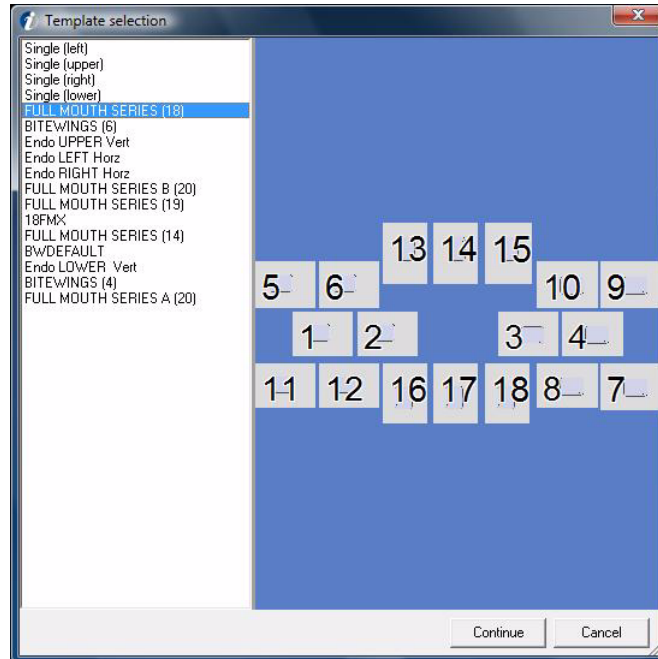 Template selection
Single (left)
Single (upper)
Single (right)
Single (lower)
FULL MOUTH SERIES (18)
BITEWINGS (6)
Endo UPPER Vert
Endo LEFT Horz
Endo RIGHT Horz
FULL MOUTH SERIES B (20)
FULL MOUTH SERIES (19)
18FMX
FULL MOUTH SERIES (14)
BWDEFAULT
Endo LOWER  Vert
BITEWINGS (4)
FULL MOUTH SERIES A (20)
13 14 15
5 6 10 9
1 2 3 4
11 12 16 17 18 8 7
Continue Cancel